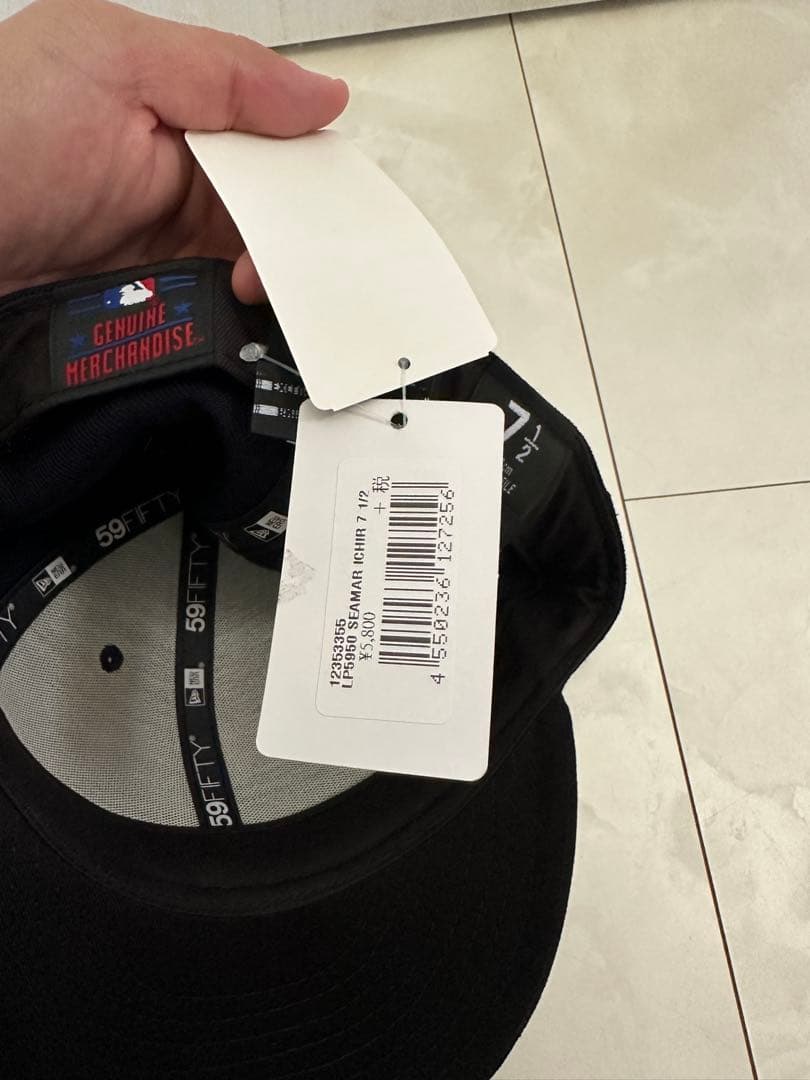 GENUINE
MERCHANDISE
7 1/2
59FIFTY
59FIFTY
59FIFTY
12353355
LP5950 SEAMAR ICHIR 7 1/2
¥5,800
+税
4 550236 127256